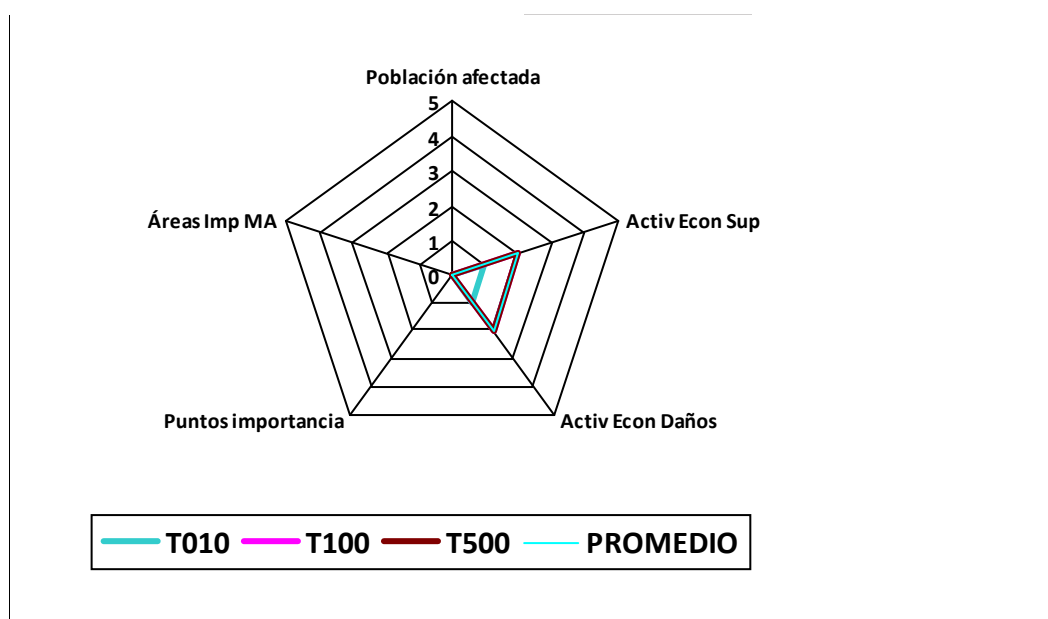 Población afectada
5
4
3
2
1
0
Áreas Imp MA
Activ Econ Sup
Puntos importancia
Activ Econ Daños
T010 T100 T500 PROMEDIO